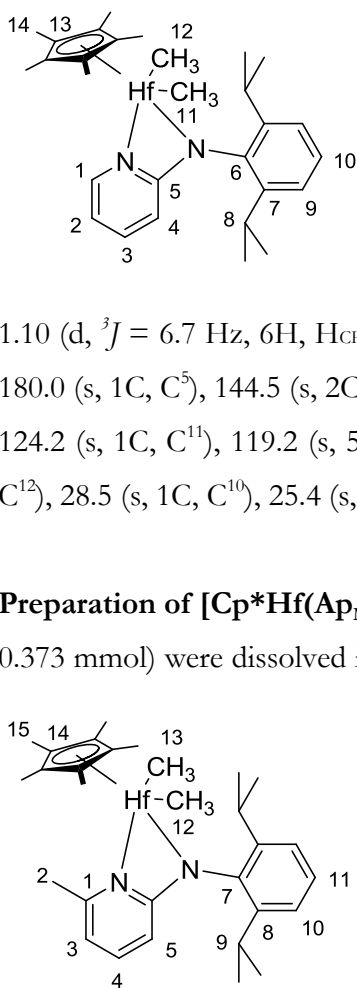 12
14 13
CH3
Hf CH3
11
N N
1
5
6
10
2
4
7
3
8
9
1.10 (d, ³J = 6.7 Hz, 6H,
180.0 (s, 1C, C⁵), 144.5 (s,
124.2 (s, 1C, C¹¹), 119.2 (s, 5
C¹²), 28.5 (s, 1C, C¹⁰), 25.4 (s,
Preparation of [Cp*Hf(Ap
0.373 mmol) were dissolved
13
15 14
CH3
Hf CH3
12
2 1 N N
7
11
3
5
8
10
4
9